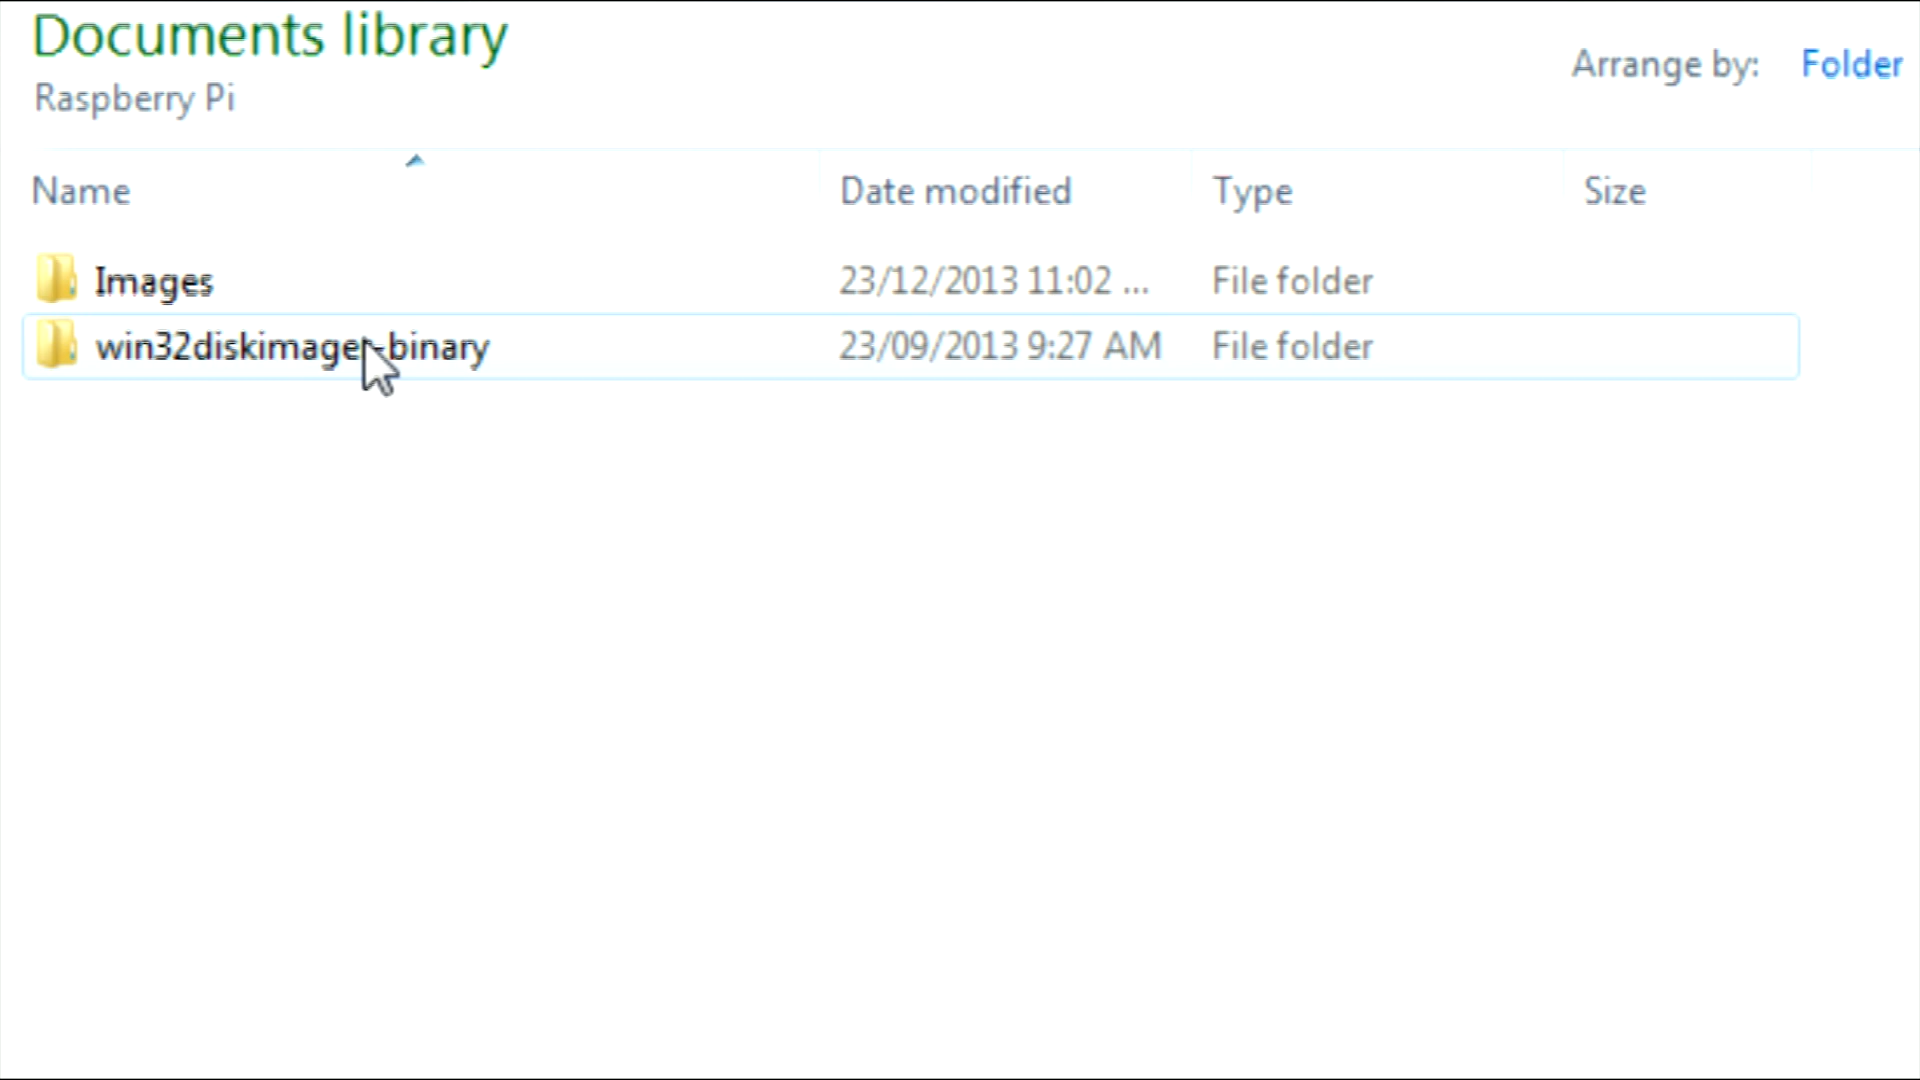 Documents library
Raspberry Pi
Arrange by: Folder
Name Date modified Type Size
Images 23/12/2013 11:02 ... File folder
win32diskimager-binary 23/09/2013 9:27 AM File folder